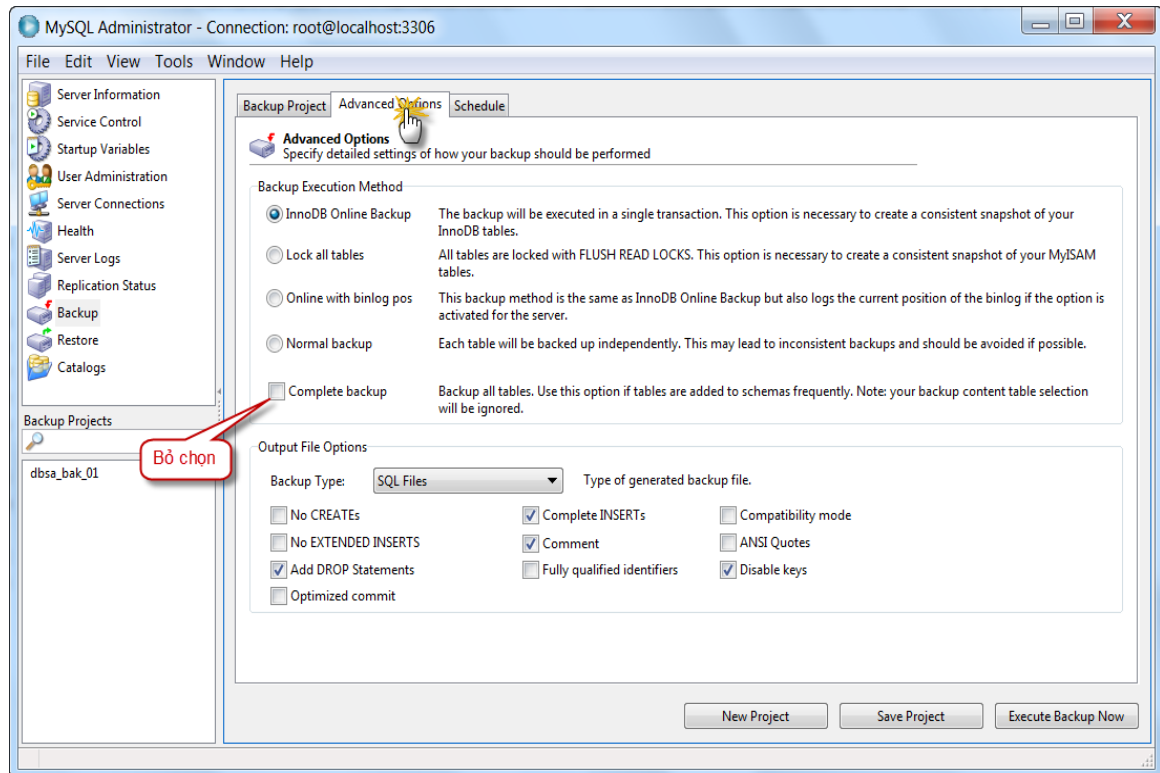 MySQL Administrator - Connection: root@localhost:3306
File Edit View Tools Window Help
Server Information
Service Control
Startup Variables
User Administration
Server Connections
Health
Server Logs
Replication Status
Backup
Restore
Catalogs
Backup Projects
dbsa_bak_01
Backup Project Advanced Options Schedule
Advanced Options
Specify detailed settings of how your backup should be performed
Backup Execution Method
InnoDB Online Backup
The backup will be executed in a single transaction. This option is necessary to create a consistent snapshot of your
InnoDB tables.
Lock all tables
All tables are locked with FLUSH READ LOCKS. This option is necessary to create a consistent snapshot of your MyISAM
tables.
Online with binlog pos
This backup method is the same as InnoDB Online Backup but also logs the current position of the binlog if the option is
activated for the server.
Normal backup
Each table will be backed up independently. This may lead to inconsistent backups and should be avoided if possible.
Complete backup
Backup all tables. Use this option if tables are added to schemas frequently. Note: your backup content table selection
will be ignored.
Bỏ chọn
Output File Options
Backup Type: SQL Files Type of generated backup file.
No CREATEs Complete INSERTs Compatibility mode
No EXTENDED INSERTS Comment ANSI Quotes
Add DROP Statements Fully qualified identifiers Disable keys
Optimized commit
New Project Save Project Execute Backup Now